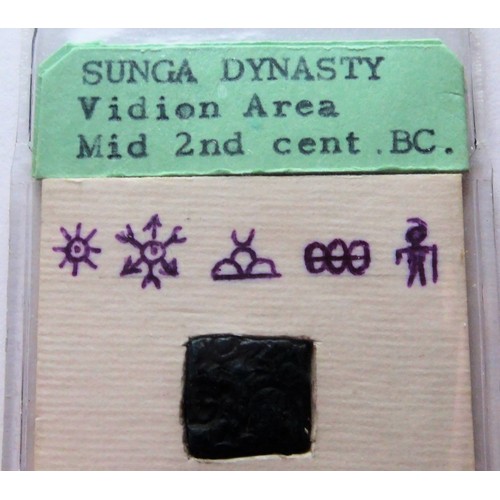 SUNGA DYNASTY
Vidion Area
Mid 2nd cent .BC.